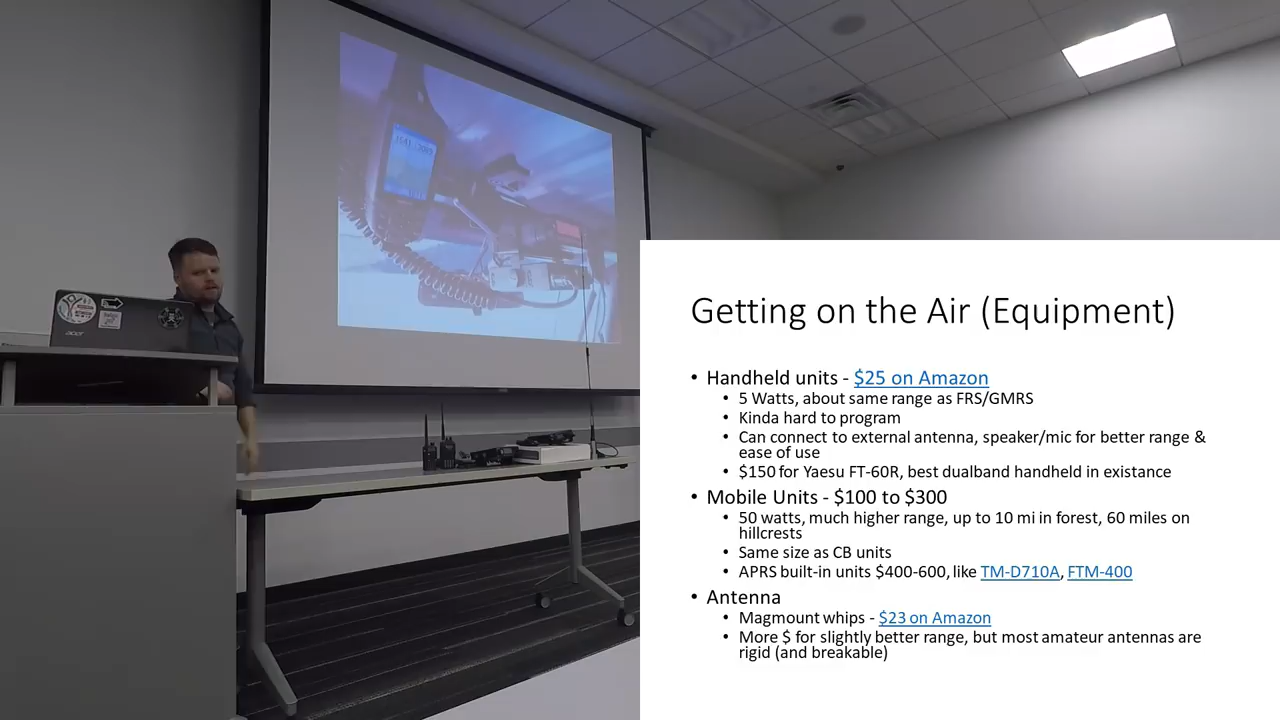 acer
Getting on the Air (Equipment)
• Handheld units - $25 on Amazon
• 5 Watts, about same range as FRS/GMRS
• Kinda hard to program
• Can connect to external antenna, speaker/mic for better range &
ease of use
• $150 for Yaesu FT-60R, best dualband handheld in existance
• Mobile Units - $100 to $300
• 50 watts, much higher range, up to 10 mi in forest, 60 miles on
hillcrests
• Same size as CB units
• APRS built-in units $400-600, like TM-D710A, FTM-400
• Antenna
• Magmount whips - $23 on Amazon
• More $ for slightly better range, but most amateur antennas are
rigid (and breakable)